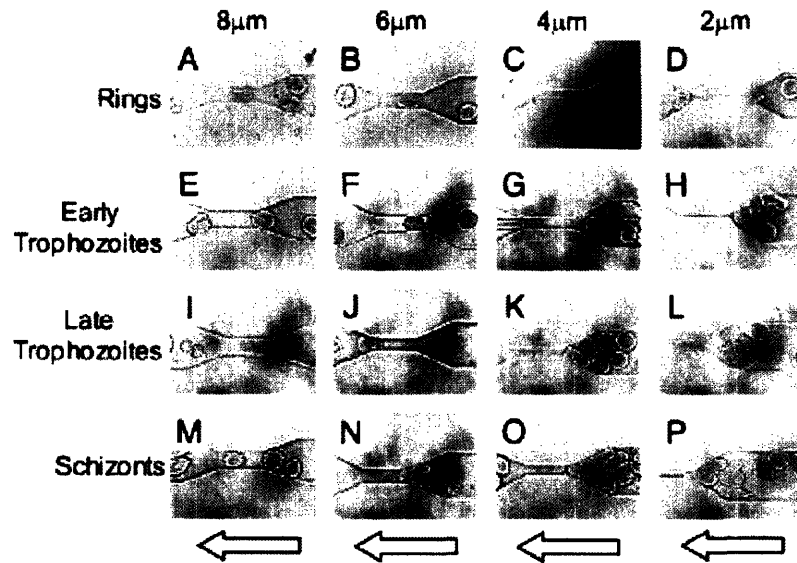 8μm 6μm 4μm 2μm
A B C D
Rings
E F G H
Early
Trophozoites
I J K L
Late
Trophozoites
M N O P
Schizonts